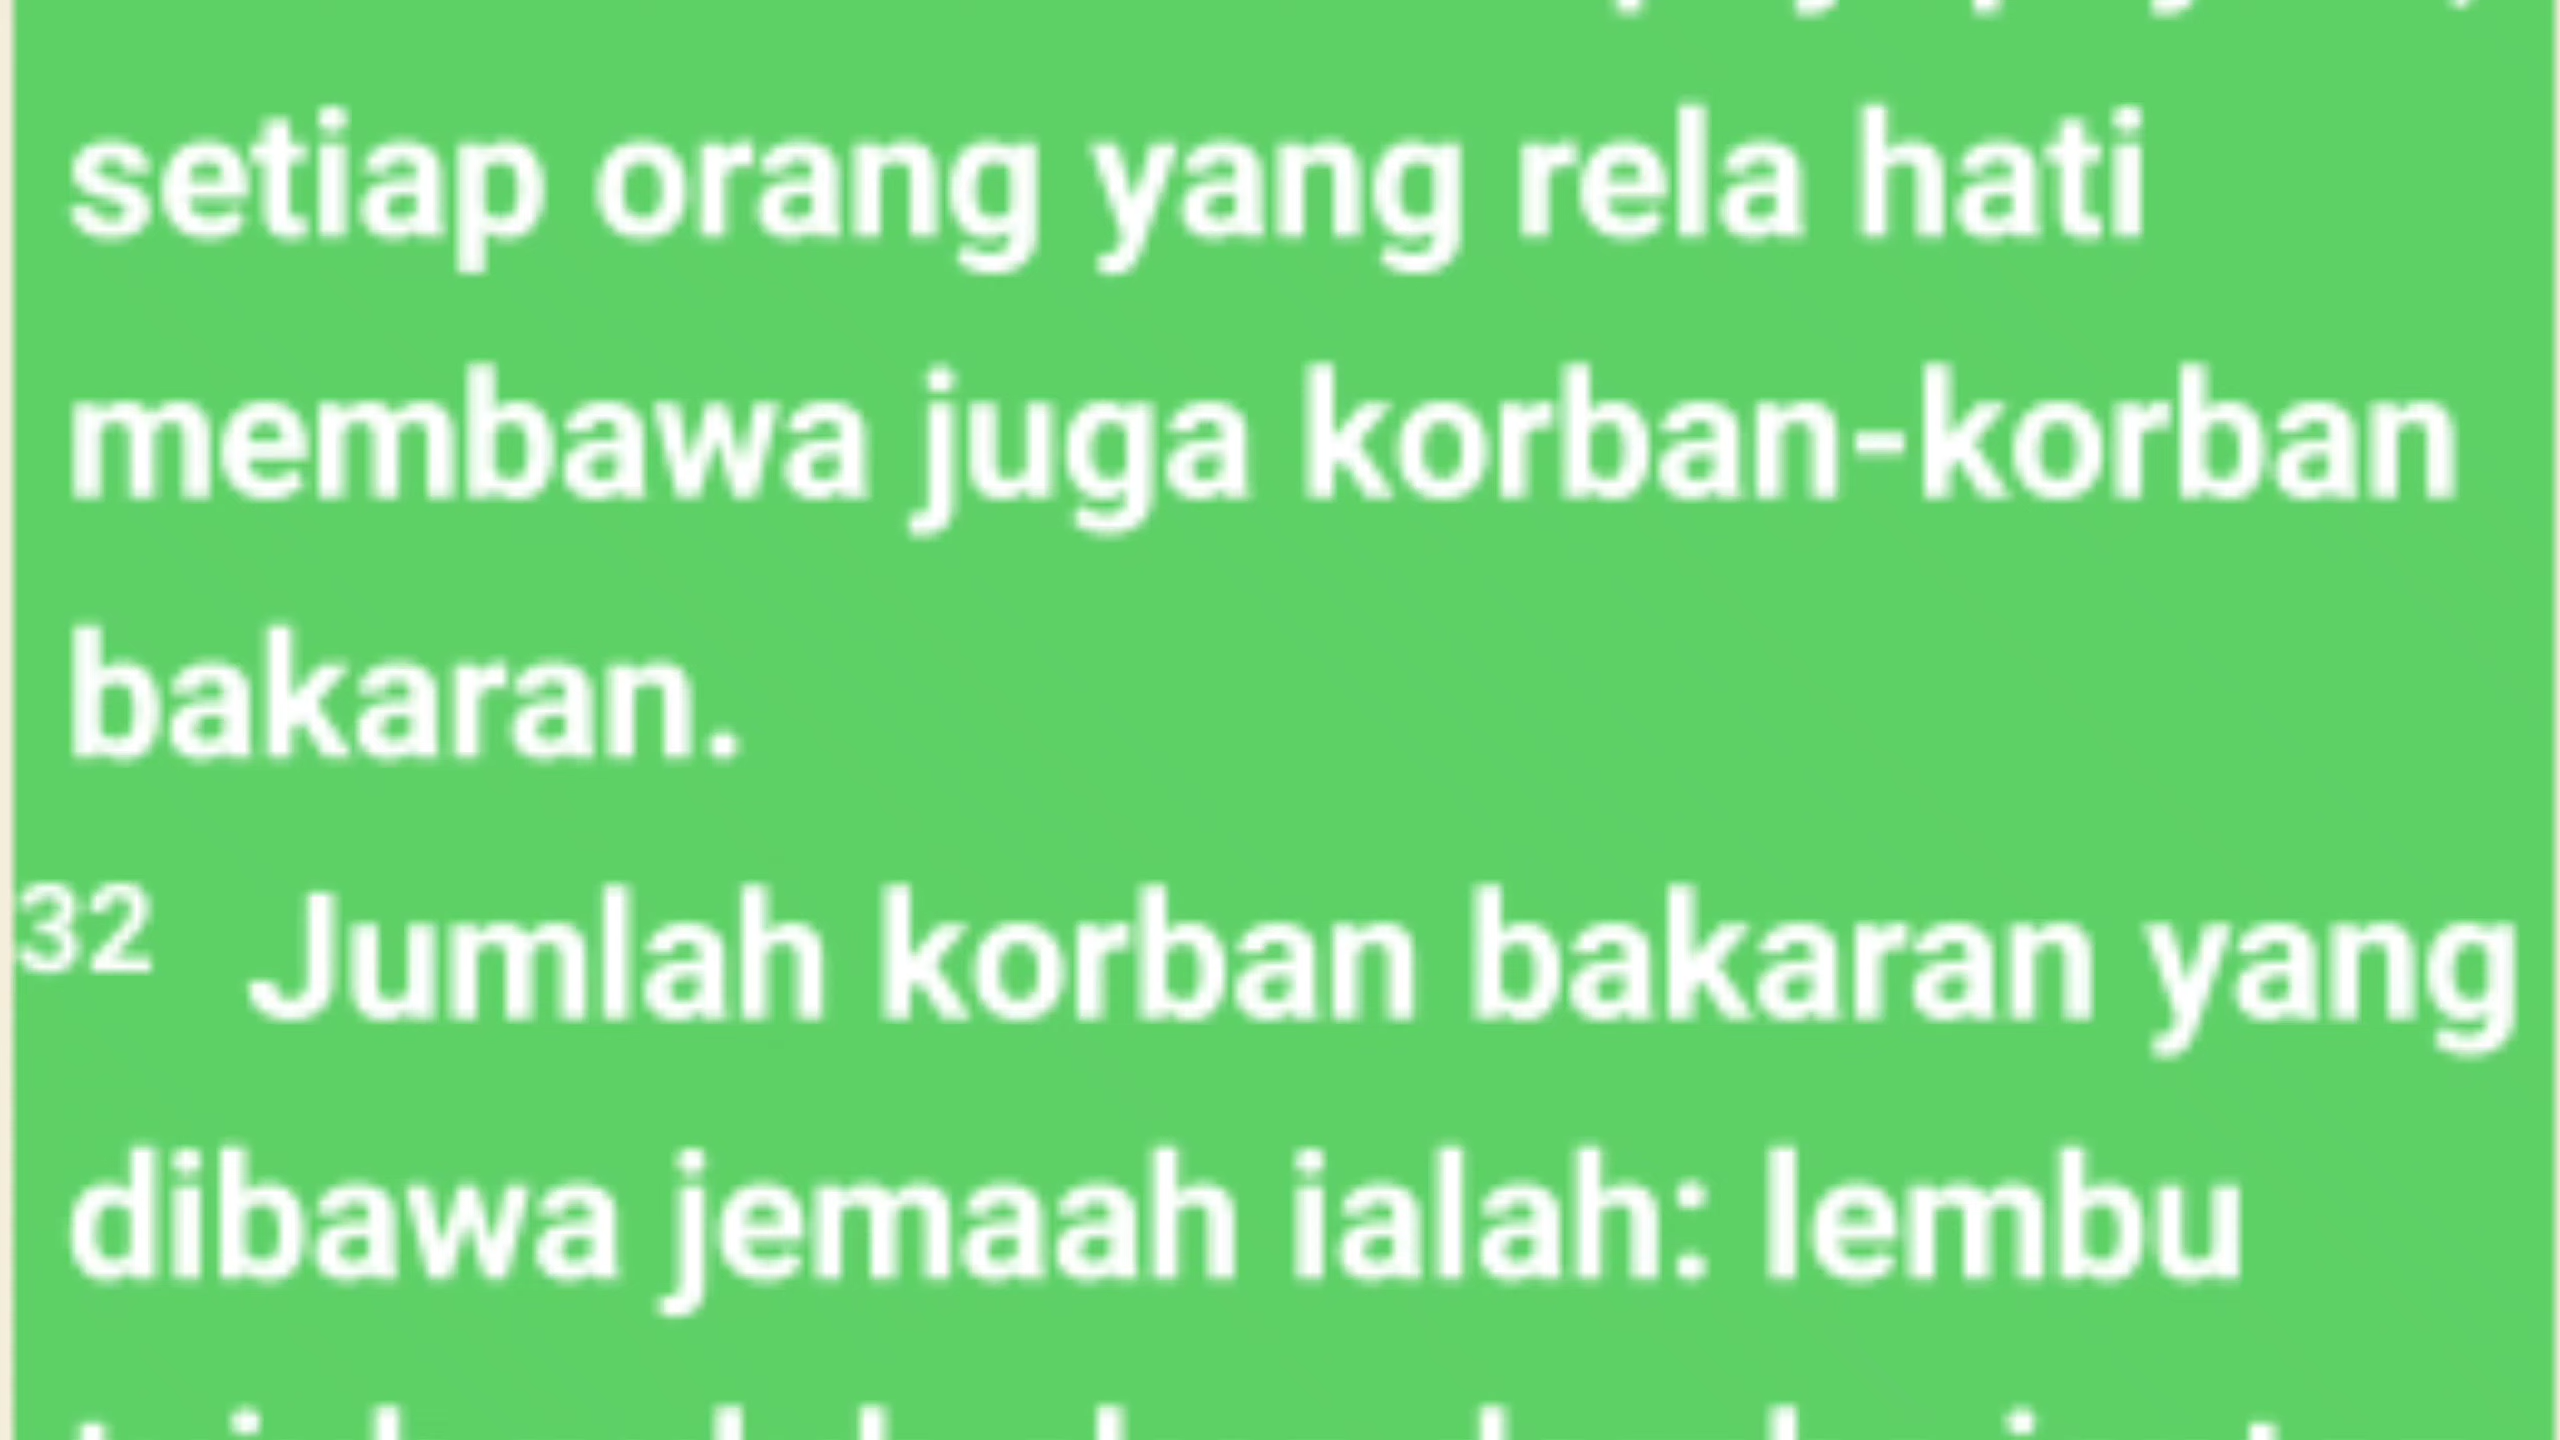 setiap orang yang rela hati
membawa juga korban-korban
bakaran.
32 Jumlah korban bakaran yang
dibawa jemaah ialah: lembu